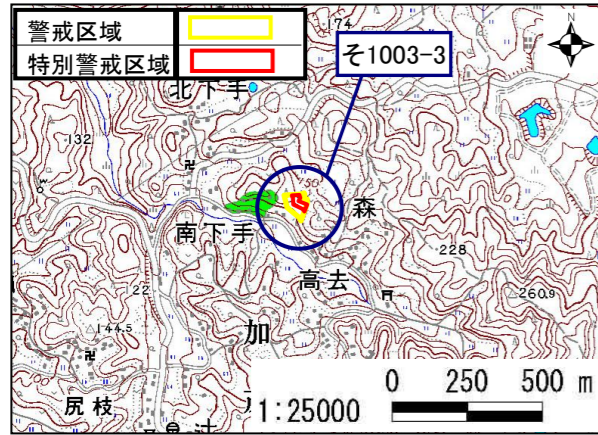 警戒区域
特別警戒区域
174
N
そ1003-3
北下手
132
150
森
南下手
228
高去
22
260.9
144.5
加
尻枝
0 250 500 m
1:25000